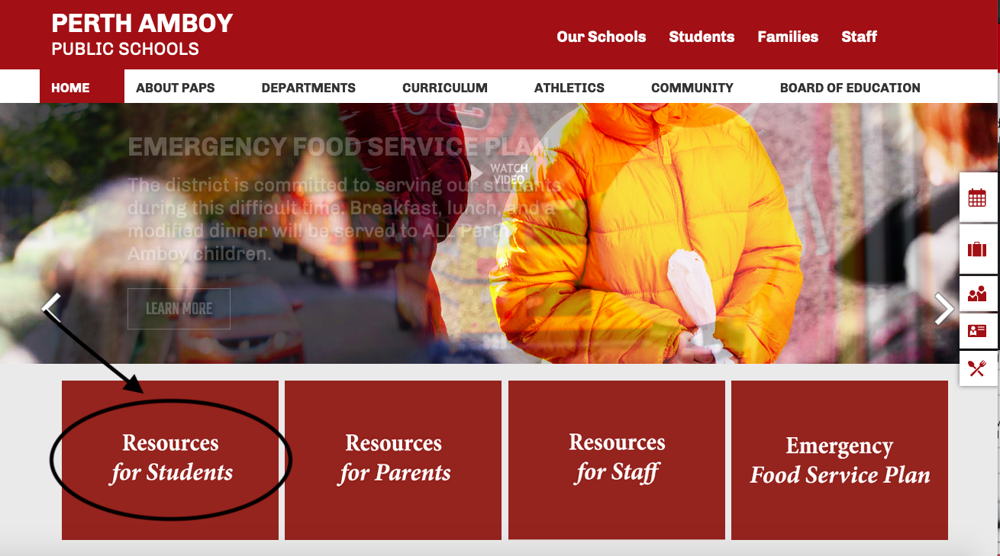 PERTH AMBOY
PUBLIC SCHOOLS
Our Schools Students Families Staff
HOME ABOUT PAPS DEPARTMENTS CURRICULUM ATHLETICS COMMUNITY BOARD OF EDUCATION
EMERGENCY FOOD SERVICE PLAN
WATCH
VIDEO
The district is committed to serving our students
during this difficult time. Breakfast, lunch, and a
modified dinner will be served to ALL Perth
Amboy children.
LEARN MORE
Resources
for Students
Resources
for Parents
Resources
for Staff
Emergency
Food Service Plan